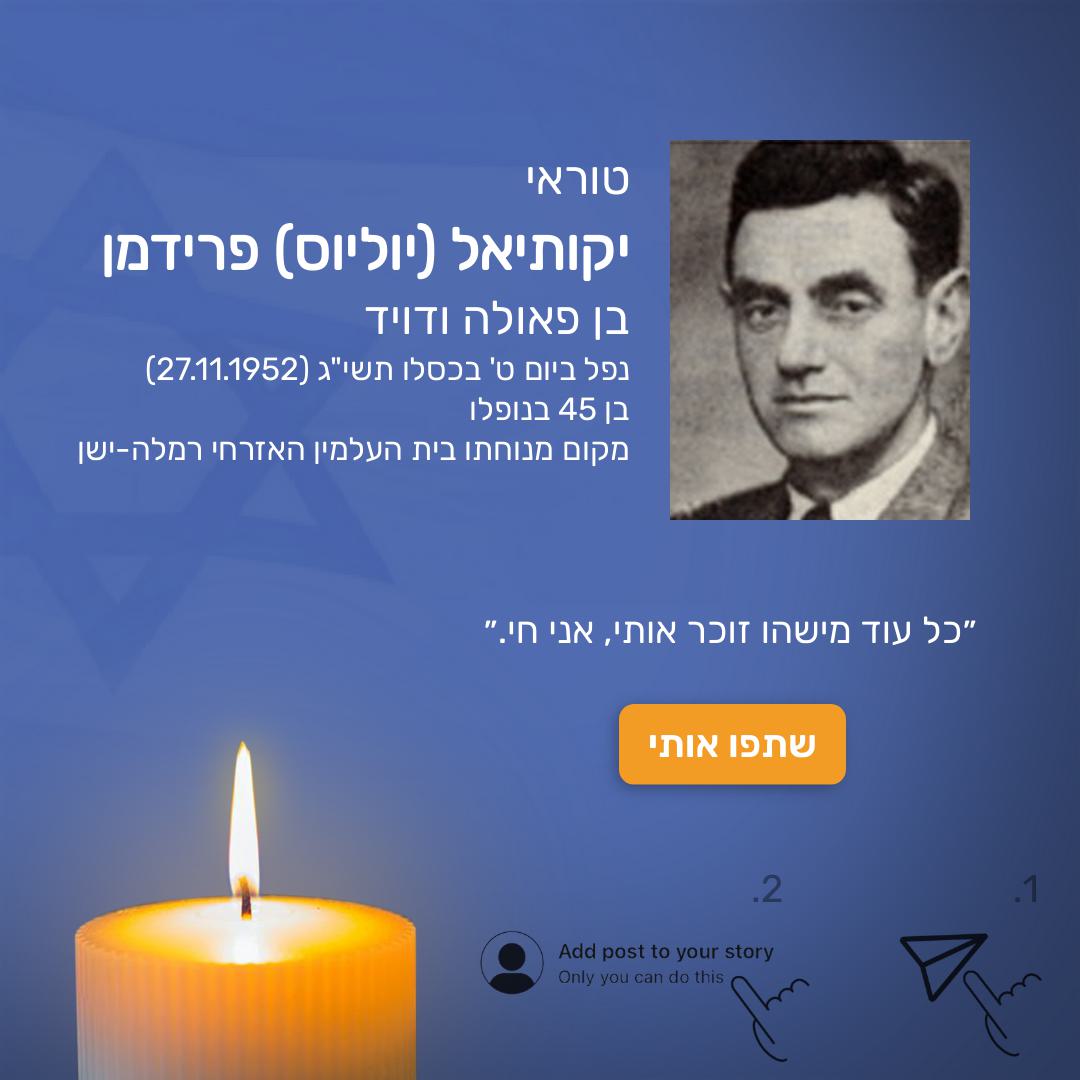 טוראי
יקותיאל (יוליוס) פרידמן
בן פאולה ודויד
נפל ביום ט' בכסלו תשי"ג (27.11.1952)
בן 45 בנופלו
מקום מנוחתו בית העלמין האזרחי רמלה-ישן
״כל עוד מישהו זוכר אותי, אני חי.״
שתפו אותי
1.
2.
Add post to your story
Only you can do this